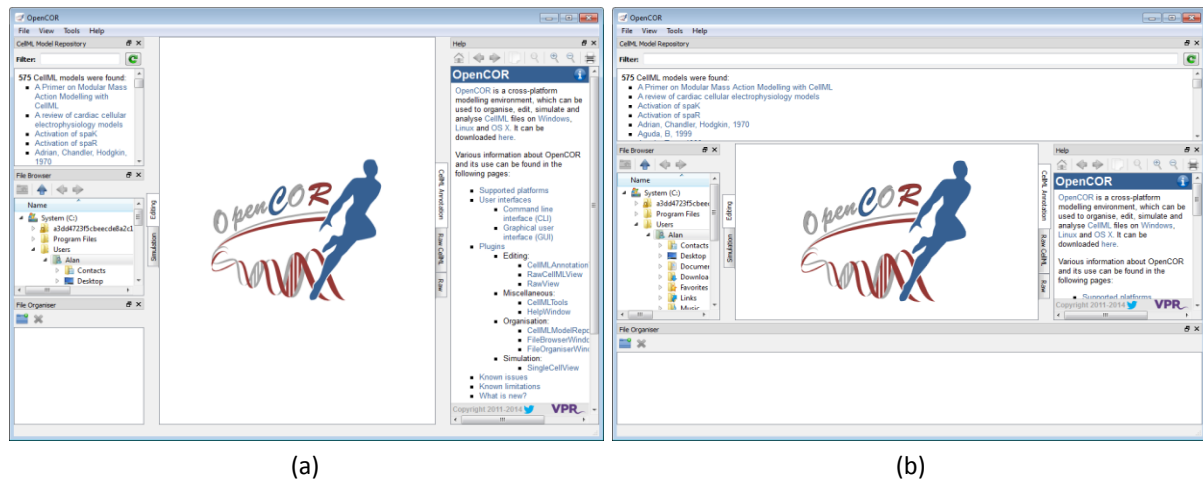 OpenCOR
File View Tools Help
CellML Model Repository
Filter:
575 CellML models were found:
A Primer on Modular Mass
Action Modelling with
CellML
A review of cardiac cellular
electrophysiology models
Activation of spaK
Activation of spaR
Adrian, Chandler, Hodgkin,
1970
File Browser
Name
System (C:)
a3dd4723f5cbeecde8a2c1
Program Files
Users
Alan
Contacts
Desktop
File Organiser
Editing
Simulation
OpenCOR
CellML Annotation
Raw CellML
Raw
Help
OpenCOR
OpenCOR is a cross-platform
modelling environment, which can be
used to organise, edit, simulate and
analyse CellML files on Windows,
Linux and OS X. It can be
downloaded here.
Various information about OpenCOR
and its use can be found in the
following pages:
Supported platforms
User interfaces
Command line
interface (CLI)
Graphical user
interface (GUI)
Plugins
Editing:
CellMLAnnotation
RawCellMLView
RawView
Miscellaneous:
CellMLTools
HelpWindow
Organisation:
CellMLModelRepo
FileBrowserWindo
FileOrganiserWind
Simulation:
SingleCellView
Known issues
Known limitations
What is new?
Copyright 2011-2014 VPR
(a)
OpenCOR
File View Tools Help
CellML Model Repository
Filter:
575 CellML models were found:
A Primer on Modular Mass Action Modelling with CellML
A review of cardiac cellular electrophysiology models
Activation of spaK
Activation of spaR
Adrian, Chandler, Hodgkin, 1970
Aguda, B, 1999
File Browser
Name
System (C:)
a3dd4723f5cbeec
Program Files
Users
Alan
Contacts
Desktop
Documen
Downloa
Favorites
Links
Music
Editing
Simulation
OpenCOR
CellML Annotation
Raw CellML
Raw
Help
OpenCOR
OpenCOR is a cross-platform
modelling environment, which can be
used to organise, edit, simulate and
analyse CellML files on Windows,
Linux and OS X. It can be
downloaded here.
Various information about OpenCOR
and its use can be found in the
following pages:
Supported platforms
Copyright 2011-2014 VPR
File Organiser
(b)